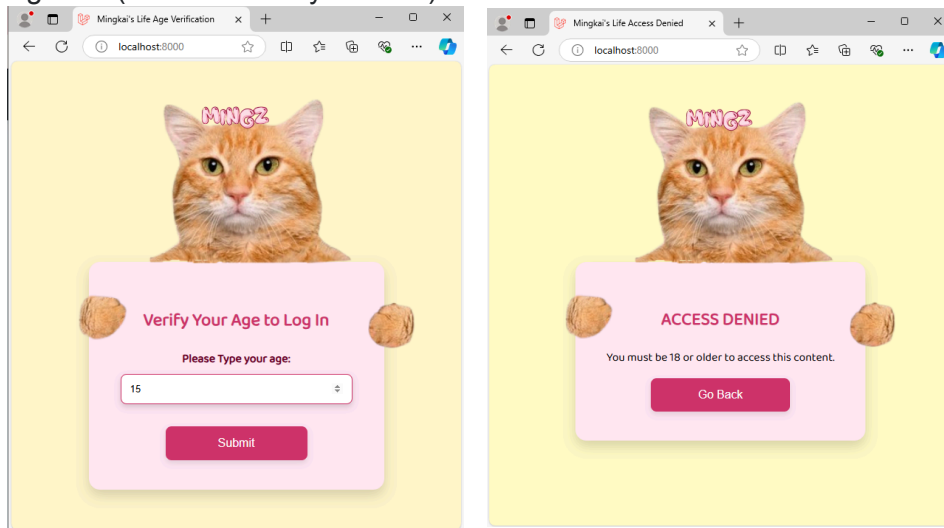 Mingkai's Life Age Verification
localhost:8000
MINGZ
Verify Your Age to Log In
Please Type your age:
15
Submit
Mingkai's Life Access Denied
localhost:8000
MINGZ
ACCESS DENIED
You must be 18 or older to access this content.
Go Back